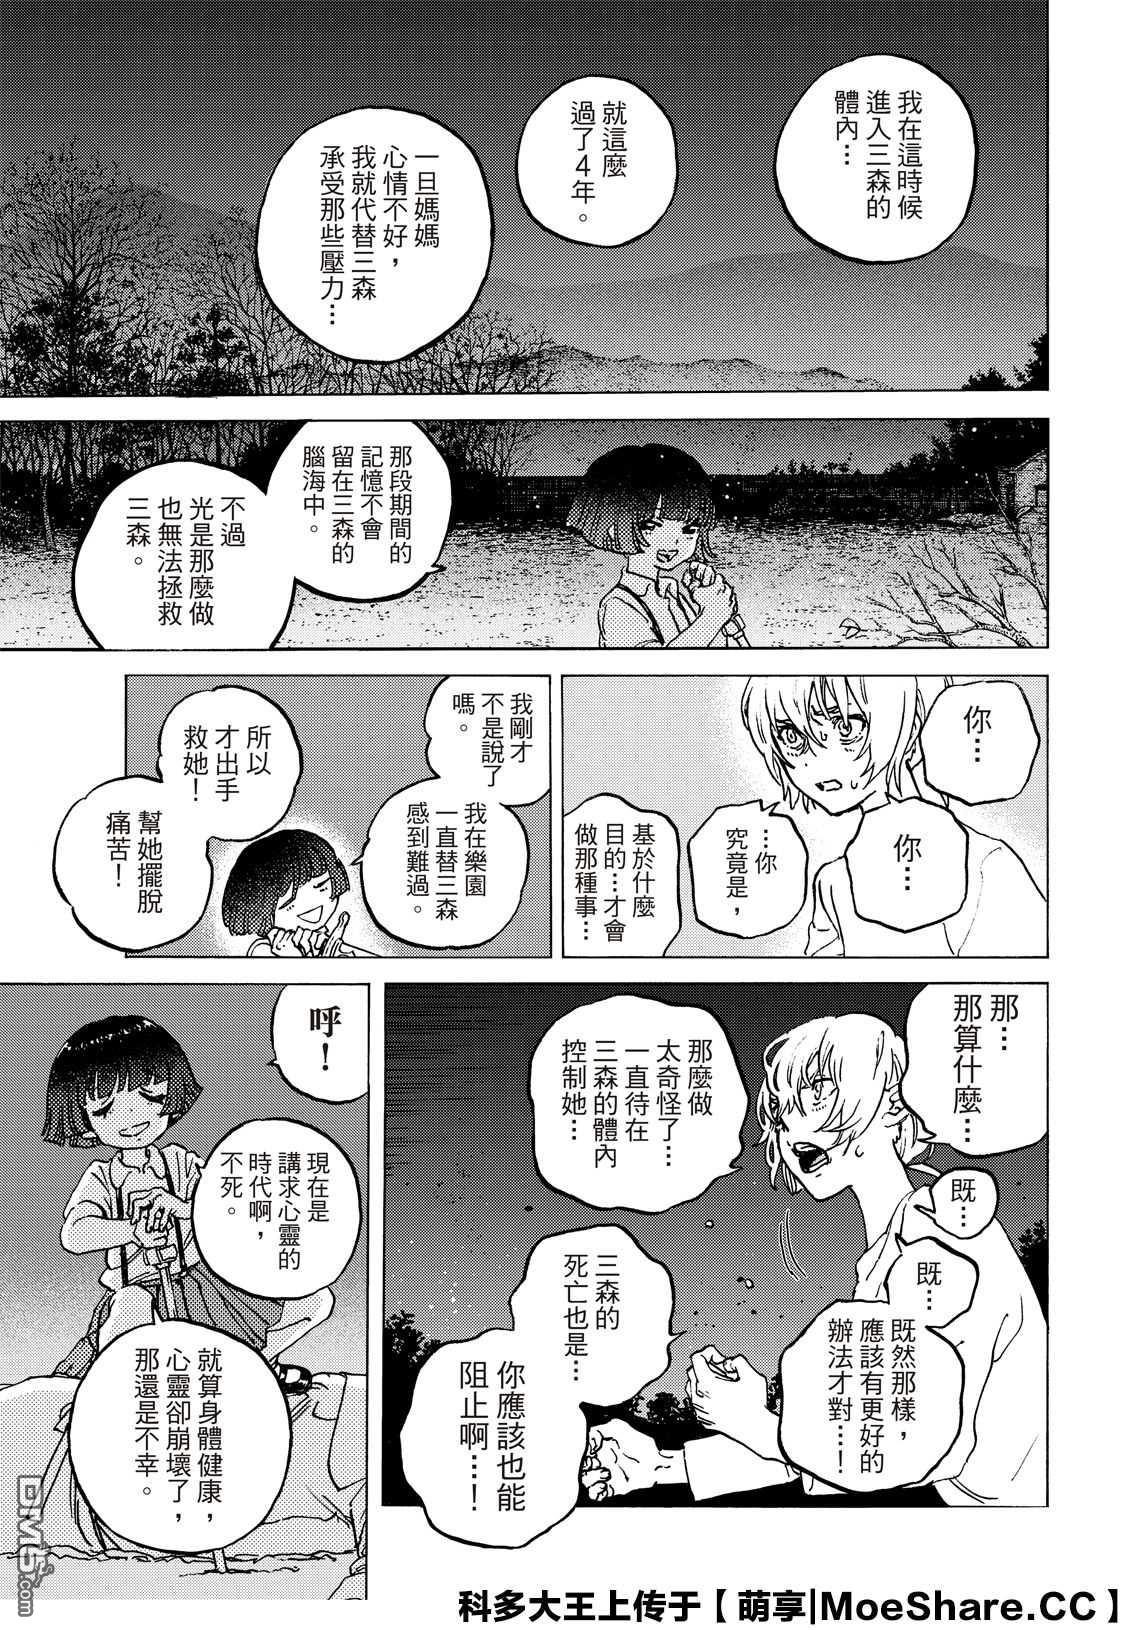 我在這時候
進入三森的
體內…
就這麼
過了4年。
一旦媽媽
心情不好，
我就代替三森
承受那些壓力…
那段期間的
記憶不會
留在三森的
腦海中。
不過
光是那麼做
也無法拯救
三森。
你…
你…
…你
究竟是，
基於什麼
目的…才會
做那種事…
我剛才
不是說了
嗎。
我在樂園
一直替三森
感到難過。
所以
才出手
救她！
幫她擺脫
痛苦！
那…
那算什麼…
既…
既…
既然那樣，
應該有更好的
辦法才對…！
那麼做
太奇怪了…
一直待在
三森的體內
控制她…
三森的
死亡也是…
你應該也能
阻止啊…！
呼！
現在是
講求心靈的
時代啊，
不死。
就算身體健康，
心靈卻崩壞了，
那還是不幸。
DM5.com
科多大王上传于【萌享|MoeShare.CC】